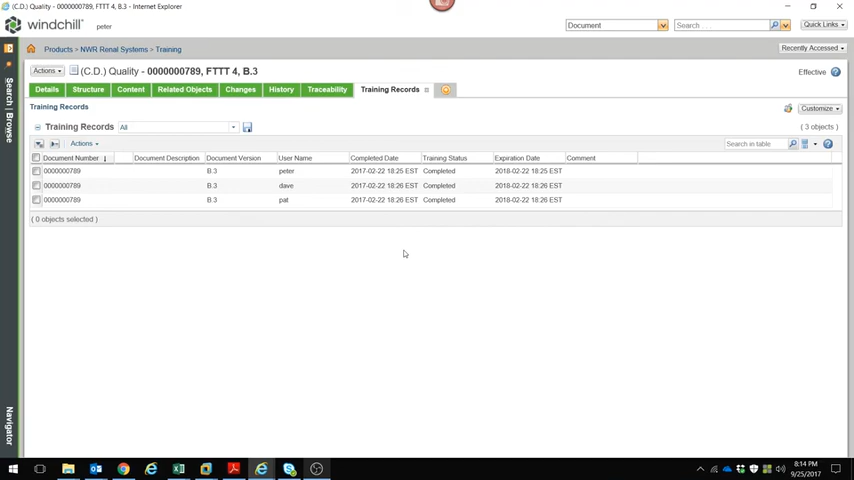 (C.D.) Quality - 0000000789, FTTT 4, B.3 - Internet Explorer
windchill peter
Document Search . . . Quick Links
Products > NWR Renal Systems > Training Recently Accessed
Actions (C.D.) Quality - 0000000789, FTTT 4, B.3 Effective
Details Structure Content Related Objects Changes History Traceability Training Records
Training Records Customize
Training Records All ( 3 objects )
Actions Search in table
Document Number Document Description Document Version User Name Completed Date Training Status Expiration Date Comment
0000000789 B.3 peter 2017-02-22 18:25 EST Completed 2018-02-22 18:25 EST
0000000789 B.3 dave 2017-02-22 18:26 EST Completed 2018-02-22 18:26 EST
0000000789 B.3 pat 2017-02-22 18:26 EST Completed 2018-02-22 18:26 EST
( 0 objects selected )
Search | Browse
Navigator
8:14 PM
9/25/2017